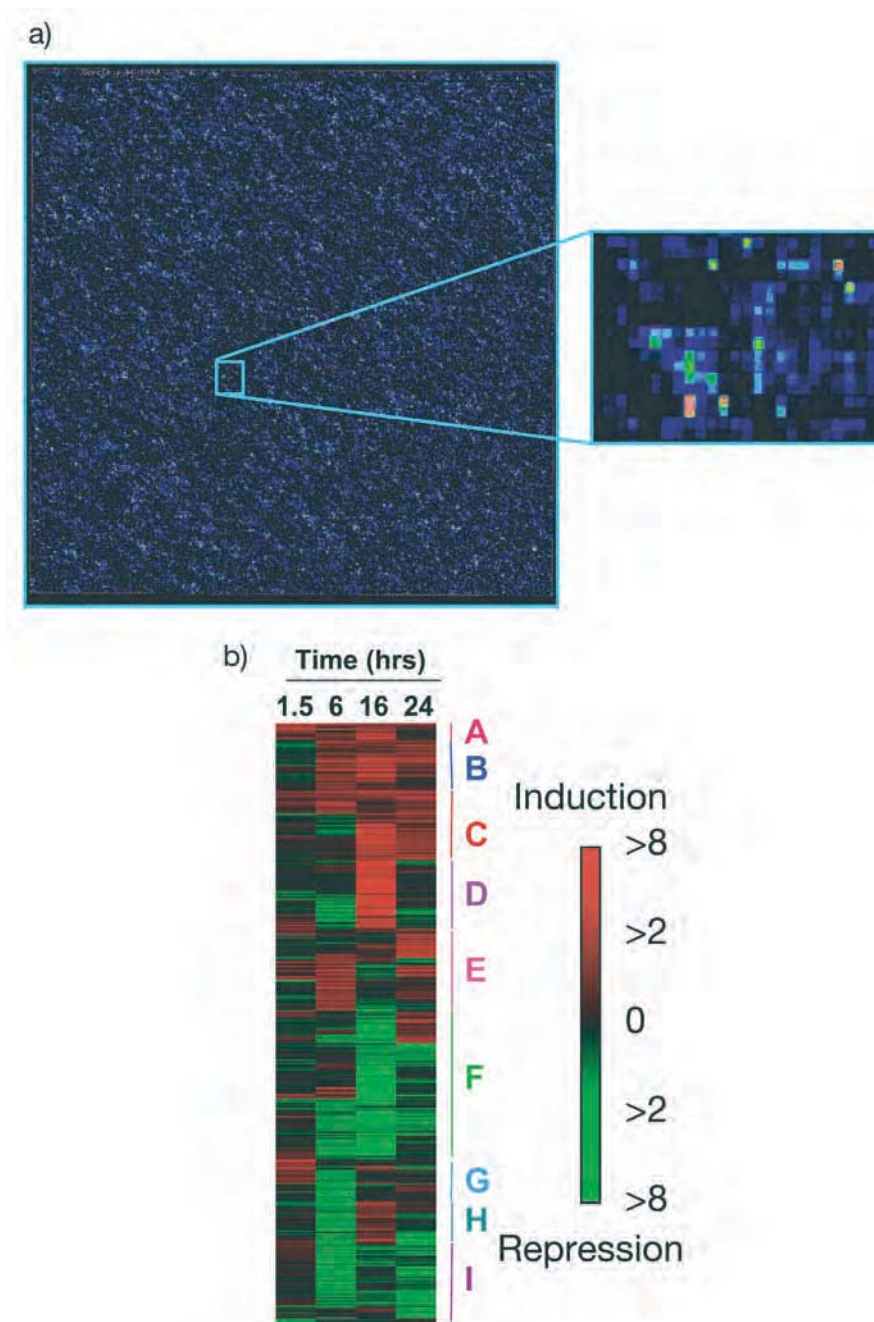 a)
b)
Time (hrs)
1.5 6 16 24
A
B
C
D
E
F
G
H
I
Induction
>8
>2
0
>2
>8
Repression